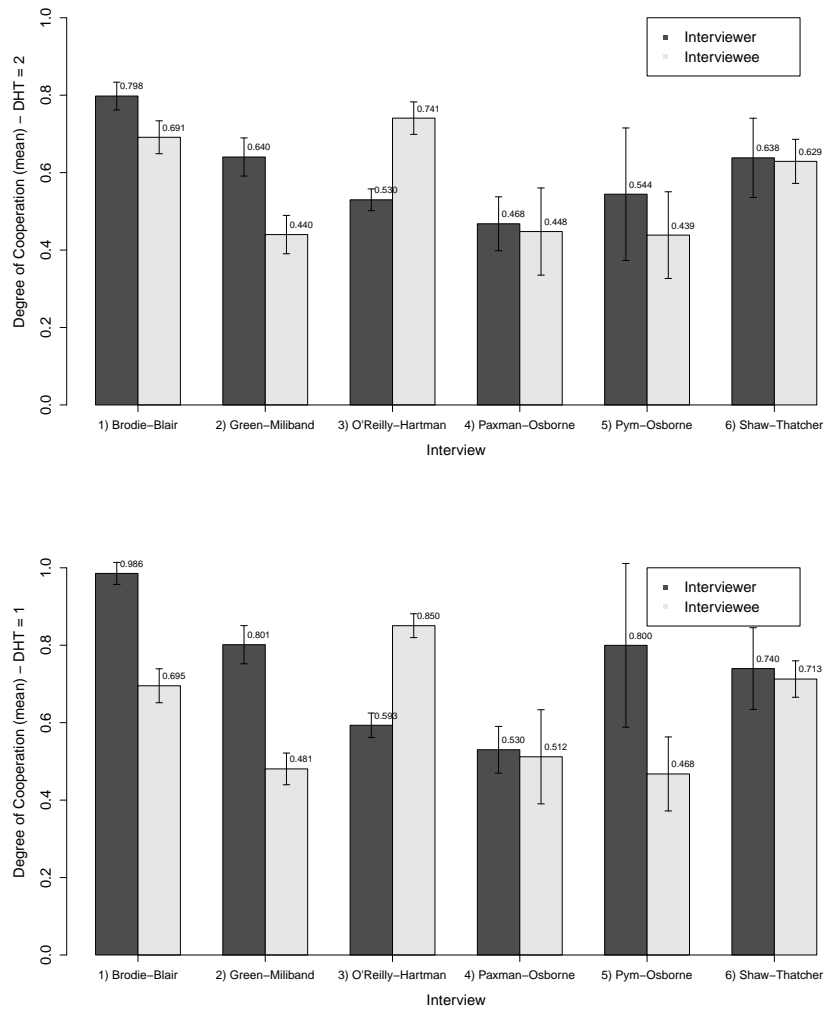 Degree of Cooperation (mean) − DHT = 2
1.0
0.8
0.6
0.4
0.2
0.0
Interviewer
Interviewee
0.798
0.691
0.640
0.440
0.530
0.741
0.468
0.448
0.544
0.439
0.638
0.629
1) Brodie−Blair
2) Green−Miliband
3) O'Reilly−Hartman
4) Paxman−Osborne
5) Pym−Osborne
6) Shaw−Thatcher
Interview
Degree of Cooperation (mean) − DHT = 1
1.0
0.8
0.6
0.4
0.2
0.0
Interviewer
Interviewee
0.986
0.695
0.801
0.481
0.593
0.850
0.530
0.512
0.800
0.468
0.740
0.713
1) Brodie−Blair
2) Green−Miliband
3) O'Reilly−Hartman
4) Paxman−Osborne
5) Pym−Osborne
6) Shaw−Thatcher
Interview